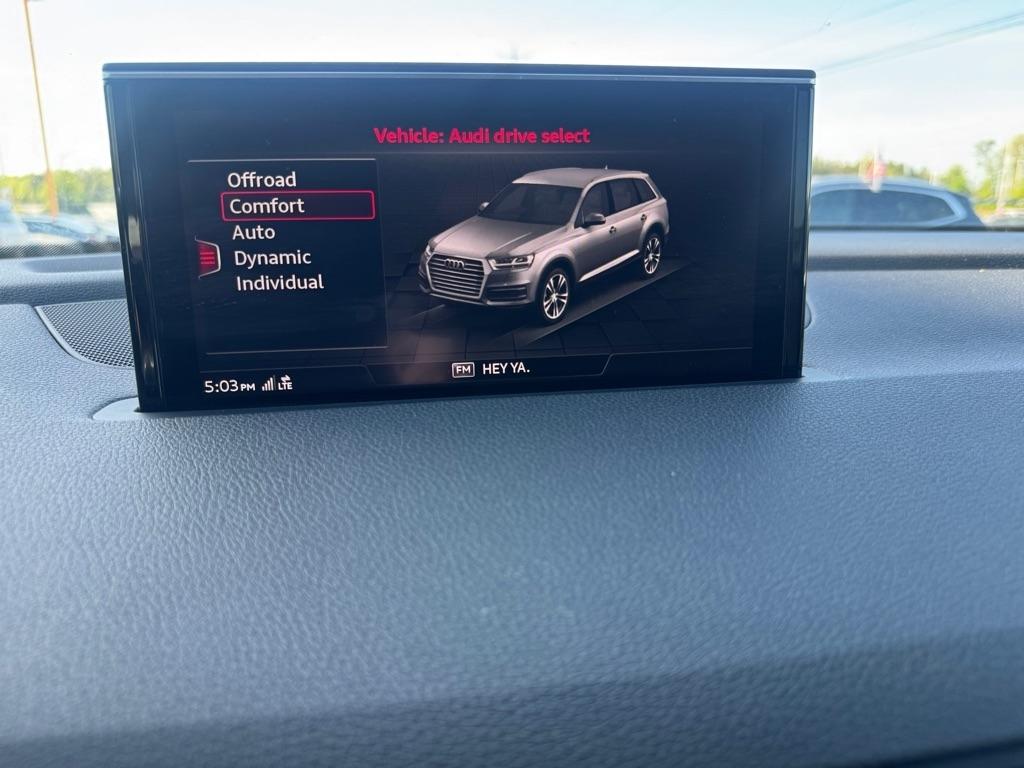 Vehicle: Audi drive select
Offroad
Comfort
Auto
Dynamic
Individual
FM HEY YA.
5:03 PM LTE